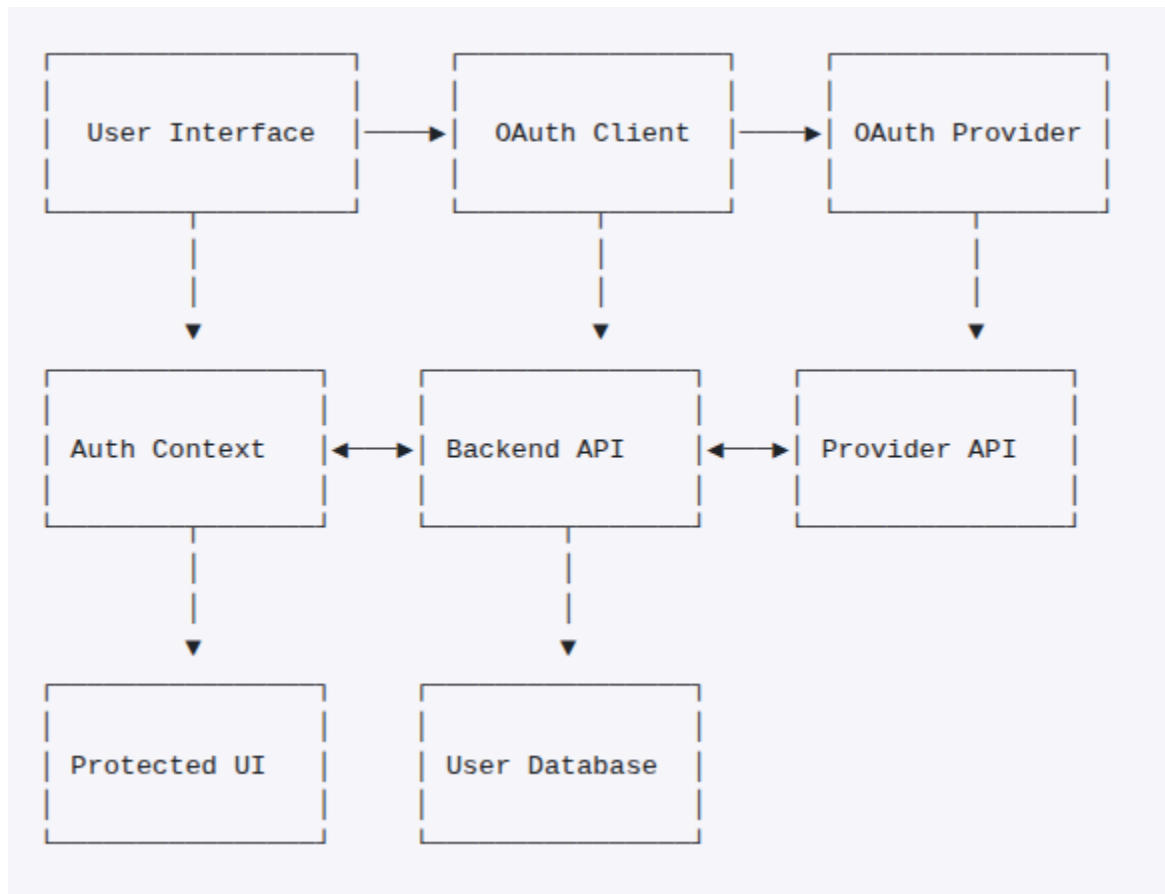 User Interface OAuth Client OAuth Provider
Auth Context Backend API Provider API
Protected UI User Database